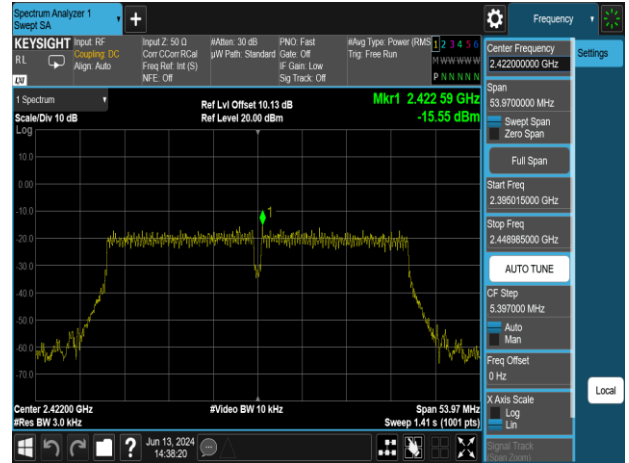 Spectrum Analyzer 1
Swept SA
Frequency
KEYSIGHT
RL
LXI
Input: RF
Coupling: DC
Align: Auto
Input Z: 50 Ω
Corr CCorr RCal
Freq Ref: Int (S)
NFE: Off
#Atten: 30 dB
µW Path: Standard
PNO: Fast
Gate: Off
IF Gain: Low
Sig Track: Off
#Avg Type: Power (RMS
Trig: Free Run
1 2 3 4 5 6
M W W W W W
P N N N N N
1 Spectrum
Scale/Div 10 dB
Log
Ref Lvl Offset 10.13 dB
Ref Level 20.00 dBm
Mkr1 2.422 59 GHz
-15.55 dBm
10.0
0.00
-10.0
-20.0
-30.0
-40.0
-50.0
-60.0
-70.0
1
Center 2.42200 GHz
#Res BW 3.0 kHz
#Video BW 10 kHz
Span 53.97 MHz
Sweep 1.41 s (1001 pts)
Jun 13, 2024
14:38:20
Center Frequency
2.422000000 GHz
Settings
Span
53.9700000 MHz
Swept Span
Zero Span
Full Span
Start Freq
2.395015000 GHz
Stop Freq
2.448985000 GHz
AUTO TUNE
CF Step
5.397000 MHz
Auto
Man
Freq Offset
0 Hz
X Axis Scale
Log
Lin
Signal Track
(Span Zoom)
Local